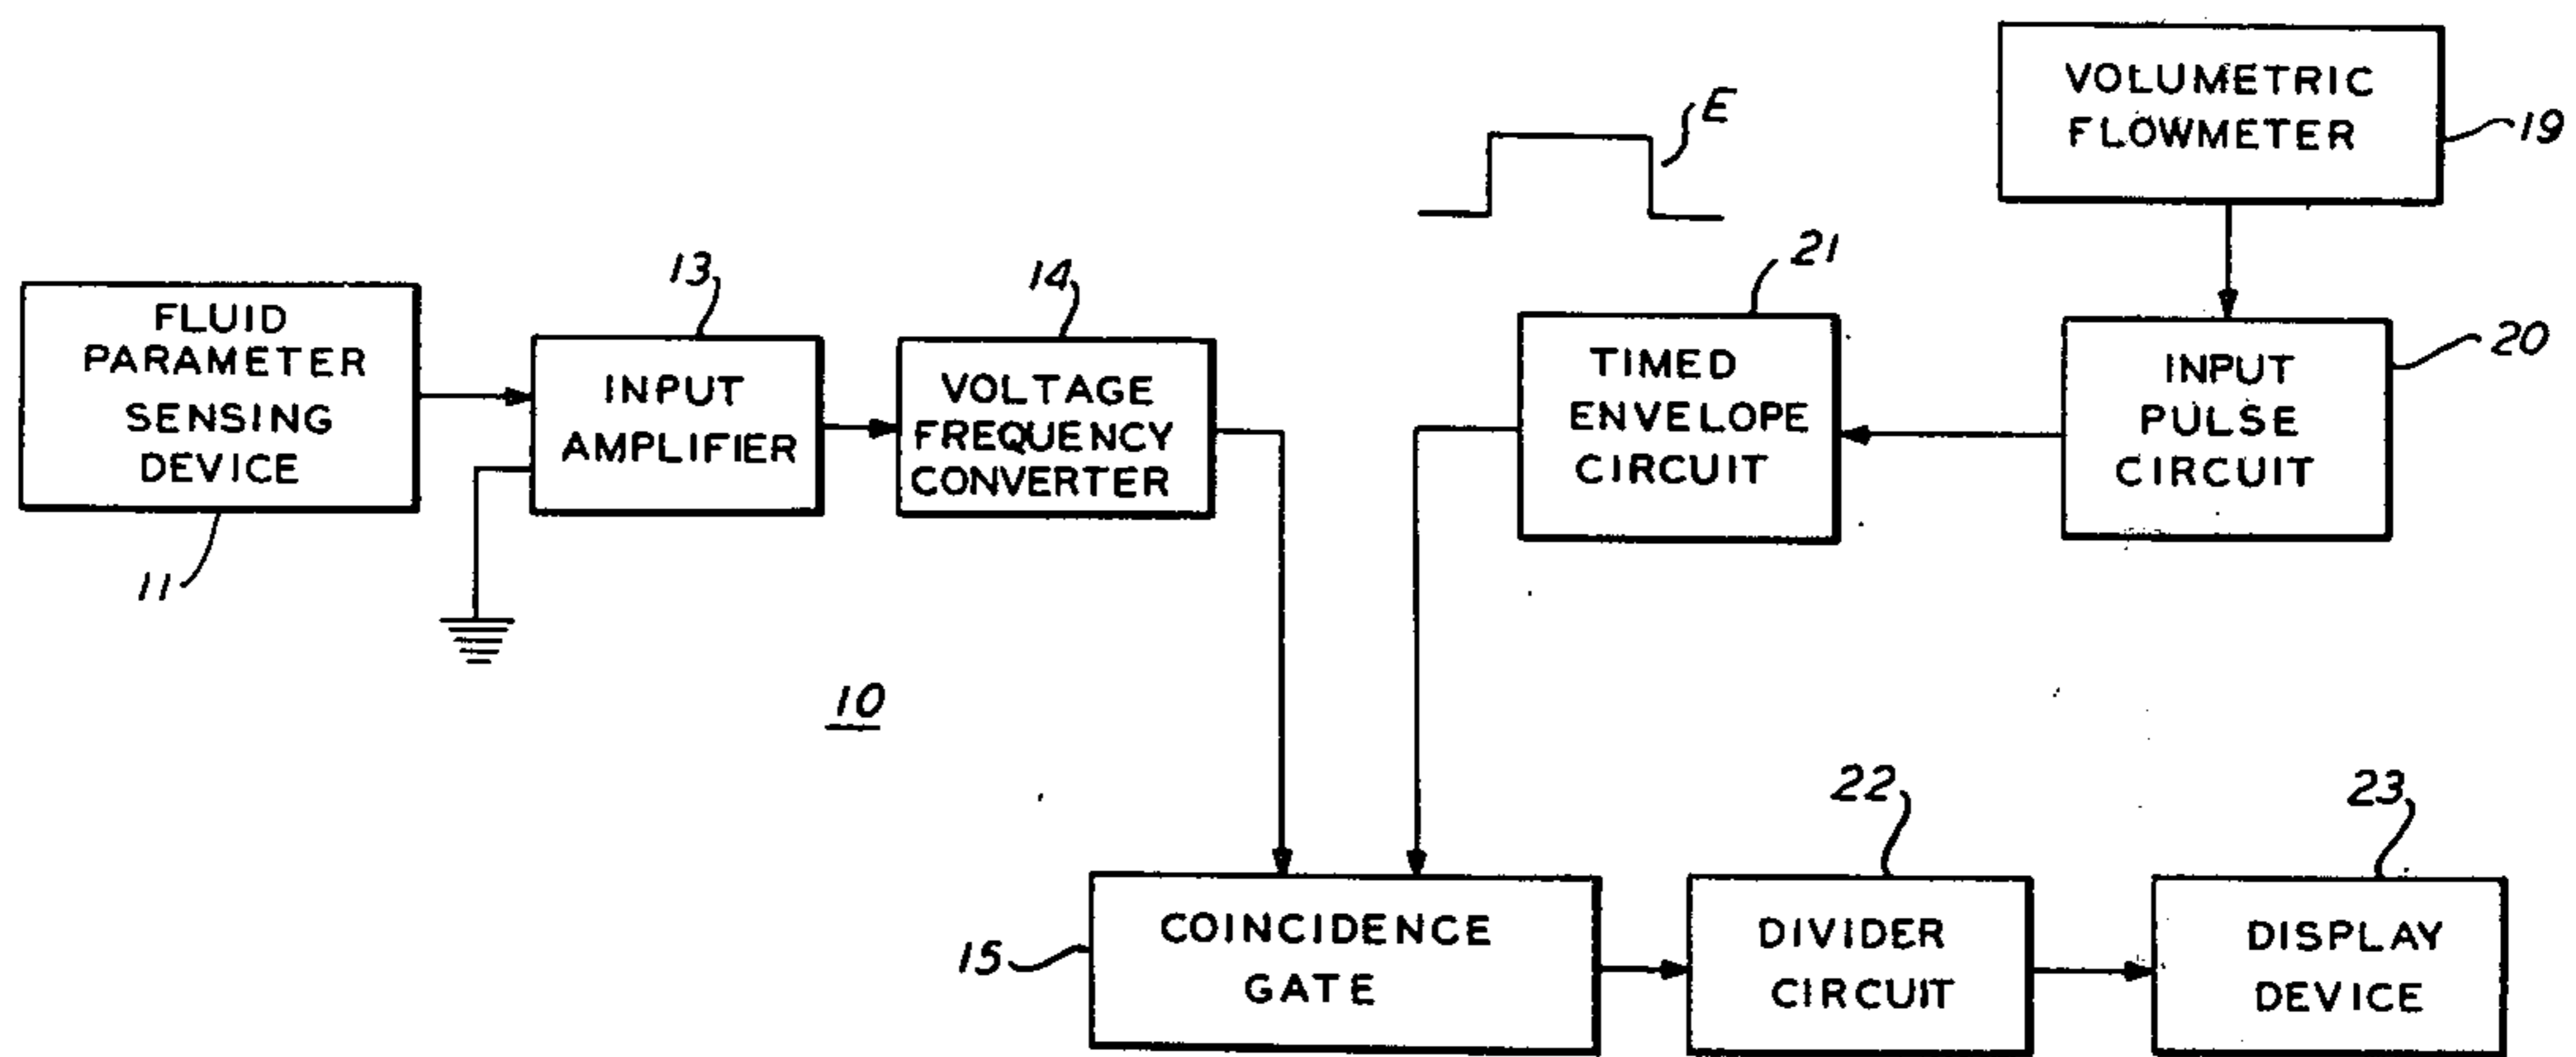 VOLUMETRIC
FLOWMETER
19
E
21
13
14
FLUID
PARAMETER
SENSING
DEVICE
11
INPUT
AMPLIFIER
VOLTAGE
FREQUENCY
CONVERTER
TIMED
ENVELOPE
CIRCUIT
INPUT
PULSE
CIRCUIT
20
10
22
23
15
COINCIDENCE
GATE
DIVIDER
CIRCUIT
DISPLAY
DEVICE